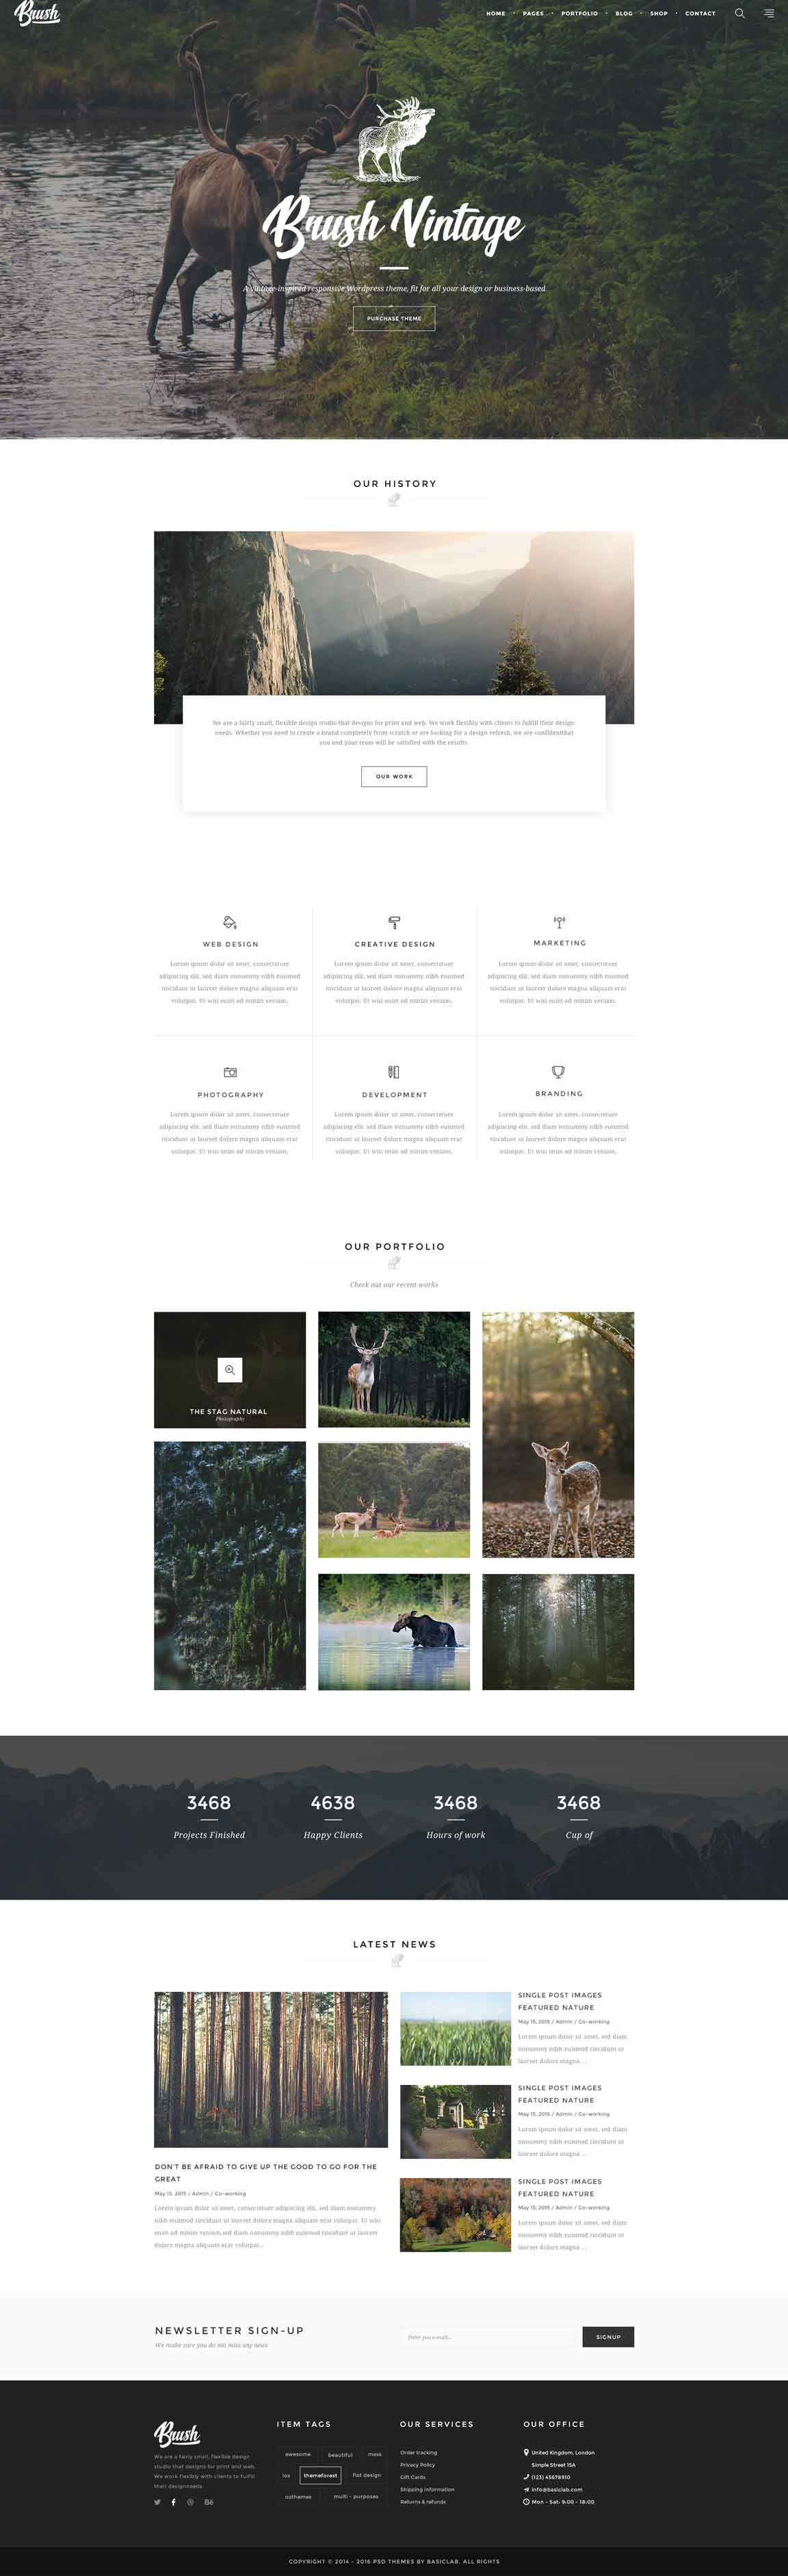 Brush
HOME • PAGES • PORTFOLIO • BLOG • SHOP • CONTACT
Brush Vintage
A vintage-inspired responsive Wordpress theme, fit for all your design or business-based
PURCHASE THEME
OUR HISTORY
We are a fairly small, flexible design studio that designs for print and web. We work flexibly with clients to fulfill their design
needs. Whether you need to create a brand completely from scratch or are looking for a design refresh, we are confidentthat
you and your team will be satisfied with the results.
OUR WORK
WEB DESIGN
Lorem ipsum dolor sit amet, consectetuer
adipiscing elit, sed diam nonummy nibh euismod
tincidunt ut laoreet dolore magna aliquam erat
volutpat. Ut wisi enim ad minim veniam,
CREATIVE DESIGN
Lorem ipsum dolor sit amet, consectetuer
adipiscing elit, sed diam nonummy nibh euismod
tincidunt ut laoreet dolore magna aliquam erat
volutpat. Ut wisi enim ad minim veniam,
MARKETING
Lorem ipsum dolor sit amet, consectetuer
adipiscing elit, sed diam nonummy nibh euismod
tincidunt ut laoreet dolore magna aliquam erat
volutpat. Ut wisi enim ad minim veniam,
PHOTOGRAPHY
Lorem ipsum dolor sit amet, consectetuer
adipiscing elit, sed diam nonummy nibh euismod
tincidunt ut laoreet dolore magna aliquam erat
volutpat. Ut wisi enim ad minim veniam,
DEVELOPMENT
Lorem ipsum dolor sit amet, consectetuer
adipiscing elit, sed diam nonummy nibh euismod
tincidunt ut laoreet dolore magna aliquam erat
volutpat. Ut wisi enim ad minim veniam,
BRANDING
Lorem ipsum dolor sit amet, consectetuer
adipiscing elit, sed diam nonummy nibh euismod
tincidunt ut laoreet dolore magna aliquam erat
volutpat. Ut wisi enim ad minim veniam,
OUR PORTFOLIO
Check out our recent works
THE STAG NATURAL
Photography
3468
Projects Finished
4638
Happy Clients
3468
Hours of work
3468
Cup of
LATEST NEWS
DON'T BE AFRAID TO GIVE UP THE GOOD TO GO FOR THE
GREAT
May 15, 2015 / Admin / Co-working
Lorem ipsum dolor sit amet, consectetuer adipiscing elit, sed diam nonummy
nibh euismod tincidunt ut laoreet dolore magna aliquam erat volutpat. Ut wisi
enim ad minim veniam,sed diam nonummy nibh euismod tincidunt ut laoreet
dolore magna aliquam erat volutpat...
SINGLE POST IMAGES
FEATURED NATURE
May 15, 2015 / Admin / Co-working
Lorem ipsum dolor sit amet, sed diam
nonummy nibh euismod tincidunt ut
laoreet dolore magna ...
SINGLE POST IMAGES
FEATURED NATURE
May 15, 2015 / Admin / Co-working
Lorem ipsum dolor sit amet, sed diam
nonummy nibh euismod tincidunt ut
laoreet dolore magna ...
SINGLE POST IMAGES
FEATURED NATURE
May 15, 2015 / Admin / Co-working
Lorem ipsum dolor sit amet, sed diam
nonummy nibh euismod tincidunt ut
laoreet dolore magna ...
NEWSLETTER SIGN-UP
We make sure you do not miss any news
Enter you e-mail...
SIGNUP
Brush
We are a fairly small, flexible design
studio that designs for print and web.
We work flexibly with clients to fulfill
their designneeds.
ITEM TAGS
awesome
beautiful
mass
ios
themeforest
flat design
osthemes
multi - purposes
OUR SERVICES
Order tracking
Privacy Policy
Gift Cards
Shipping information
Returns & refunds
OUR OFFICE
United Kingdom, London
Simple Street 15A
(123) 45678910
info@basiclab.com
Mon - Sat: 9:00 - 18:00
COPYRIGHT © 2014 - 2016 PSD THEMES BY BASICLAB. ALL RIGHTS